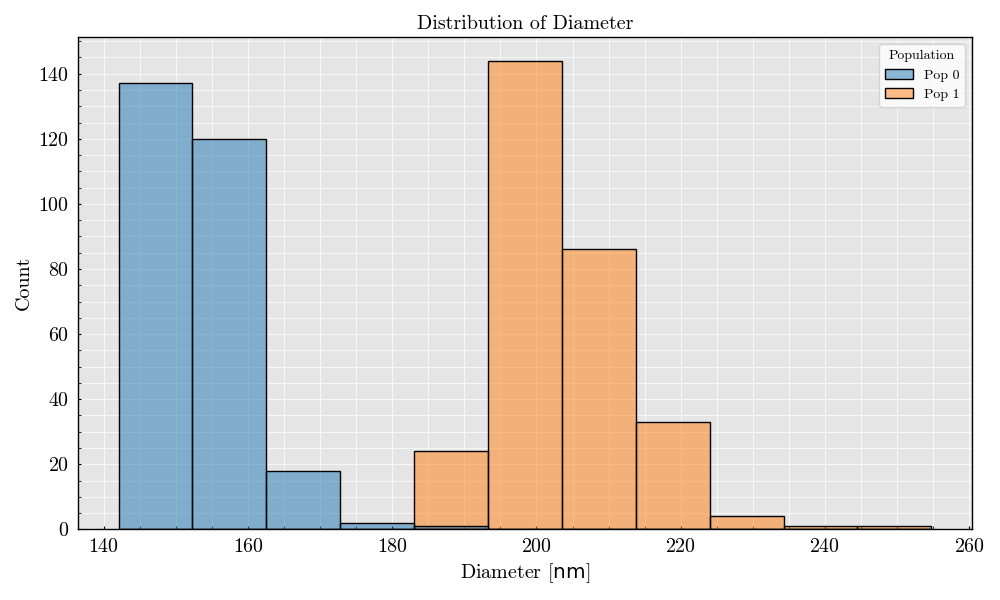 Distribution of Diameter
Population
Pop 0
Pop 1
Count
140
120
100
80
60
40
20
0
140 160 180 200 220 240 260
Diameter [nm]